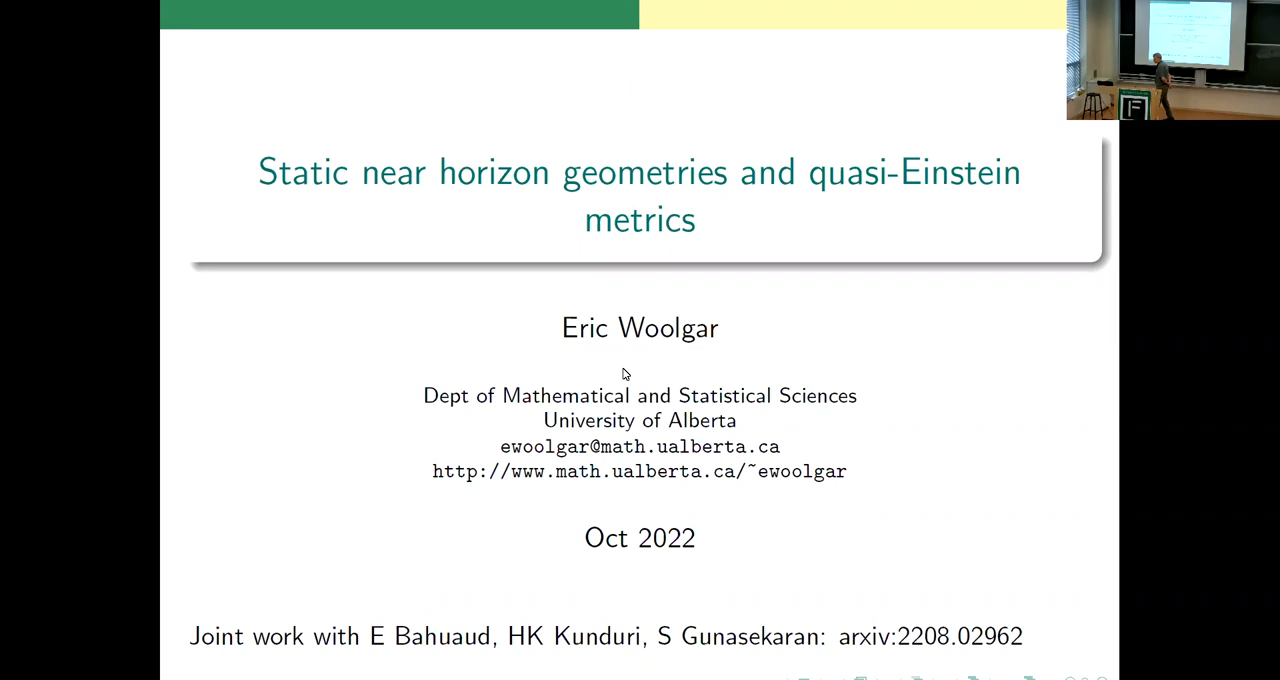 Static near horizon geometries and quasi-Einstein
metrics
Eric Woolgar
Dept of Mathematical and Statistical Sciences
University of Alberta
ewoolgar@math.ualberta.ca
http://www.math.ualberta.ca/~ewoolgar
Oct 2022
Joint work with E Bahuaud, HK Kunduri, S Gunasekaran: arxiv:2208.02962
F